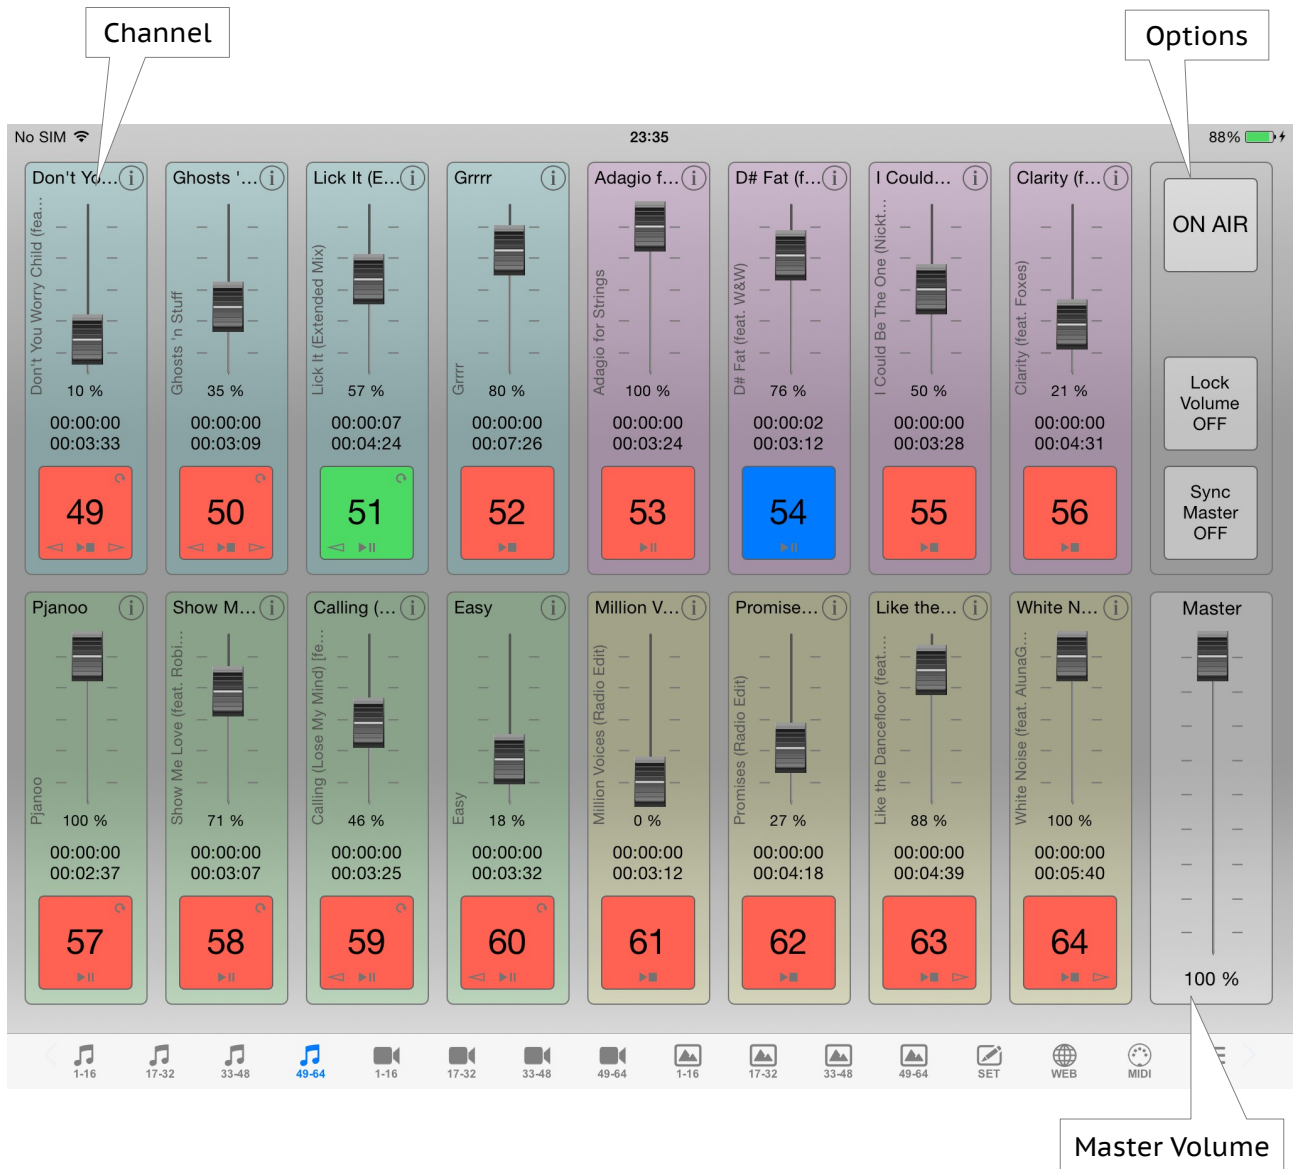 Channel
Options
No SIM
23:35
88%
Don't Yo...
Ghosts '...
Lick It (E...
Grrrr
Adagio f...
D# Fat (f...
I Could...
Clarity (f...
ON AIR
Don't You Worry Child (fea...
Ghosts 'n Stuff
Lick It (Extended Mix)
Grrrr
Adagio for Strings
D# Fat (feat. W&W)
I Could Be The One (Nickt...
Clarity (feat. Foxes)
10 %
35 %
57 %
80 %
100 %
76 %
50 %
21 %
Lock
Volume
OFF
00:00:00
00:03:33
00:00:00
00:03:09
00:00:07
00:04:24
00:00:00
00:07:26
00:00:00
00:03:24
00:00:02
00:03:12
00:00:00
00:03:28
00:00:00
00:04:31
49
50
51
52
53
54
55
56
Sync
Master
OFF
Pjanoo
Show M...
Calling (...
Easy
Million V...
Promise...
Like the...
White N...
Master
Pjanoo
Show Me Love (feat. Robi...
Calling (Lose My Mind) [fe...
Easy
Million Voices (Radio Edit)
Promises (Radio Edit)
Like the Dancefloor (feat....
White Noise (feat. AlunaG...
100 %
71 %
46 %
18 %
0 %
27 %
88 %
100 %
00:00:00
00:02:37
00:00:00
00:03:07
00:00:00
00:03:25
00:00:00
00:03:32
00:00:00
00:03:12
00:00:00
00:04:18
00:00:00
00:04:39
00:00:00
00:05:40
57
58
59
60
61
62
63
64
100 %
1-16
17-32
33-48
49-64
1-16
17-32
33-48
49-64
1-16
17-32
33-48
49-64
SET
WEB
MIDI
Master Volume